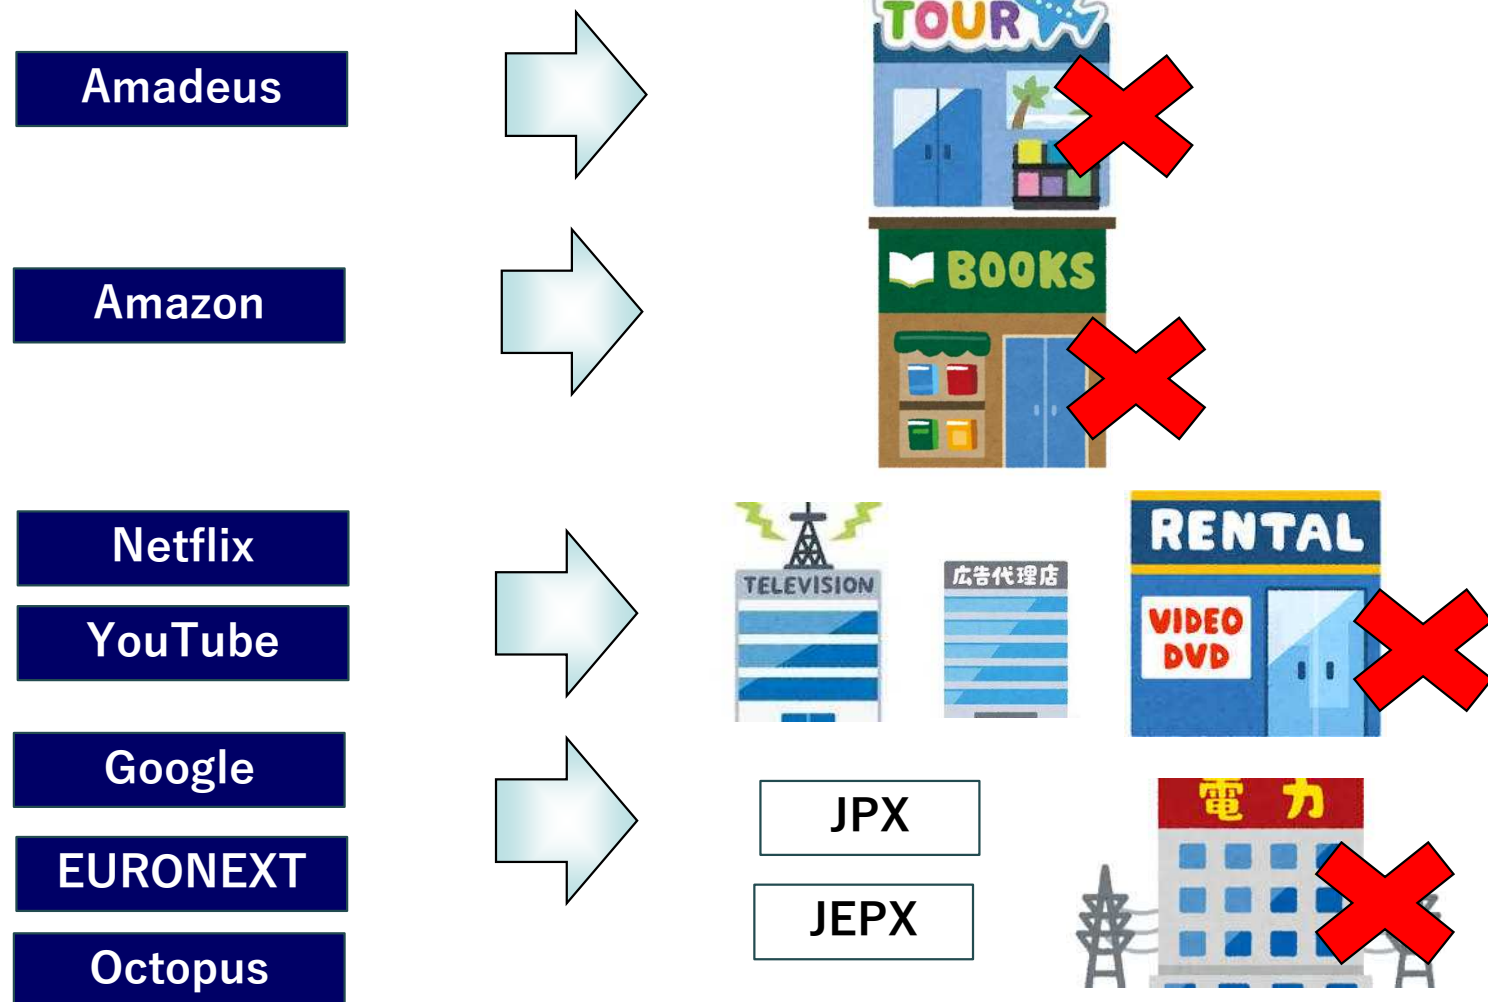 Amadeus
TOUR
Amazon
BOOKS
Netflix
YouTube
TELEVISION
広告代理店
RENTAL
VIDEO
DVD
Google
EURONEXT
Octopus
JPX
JEPX
電力